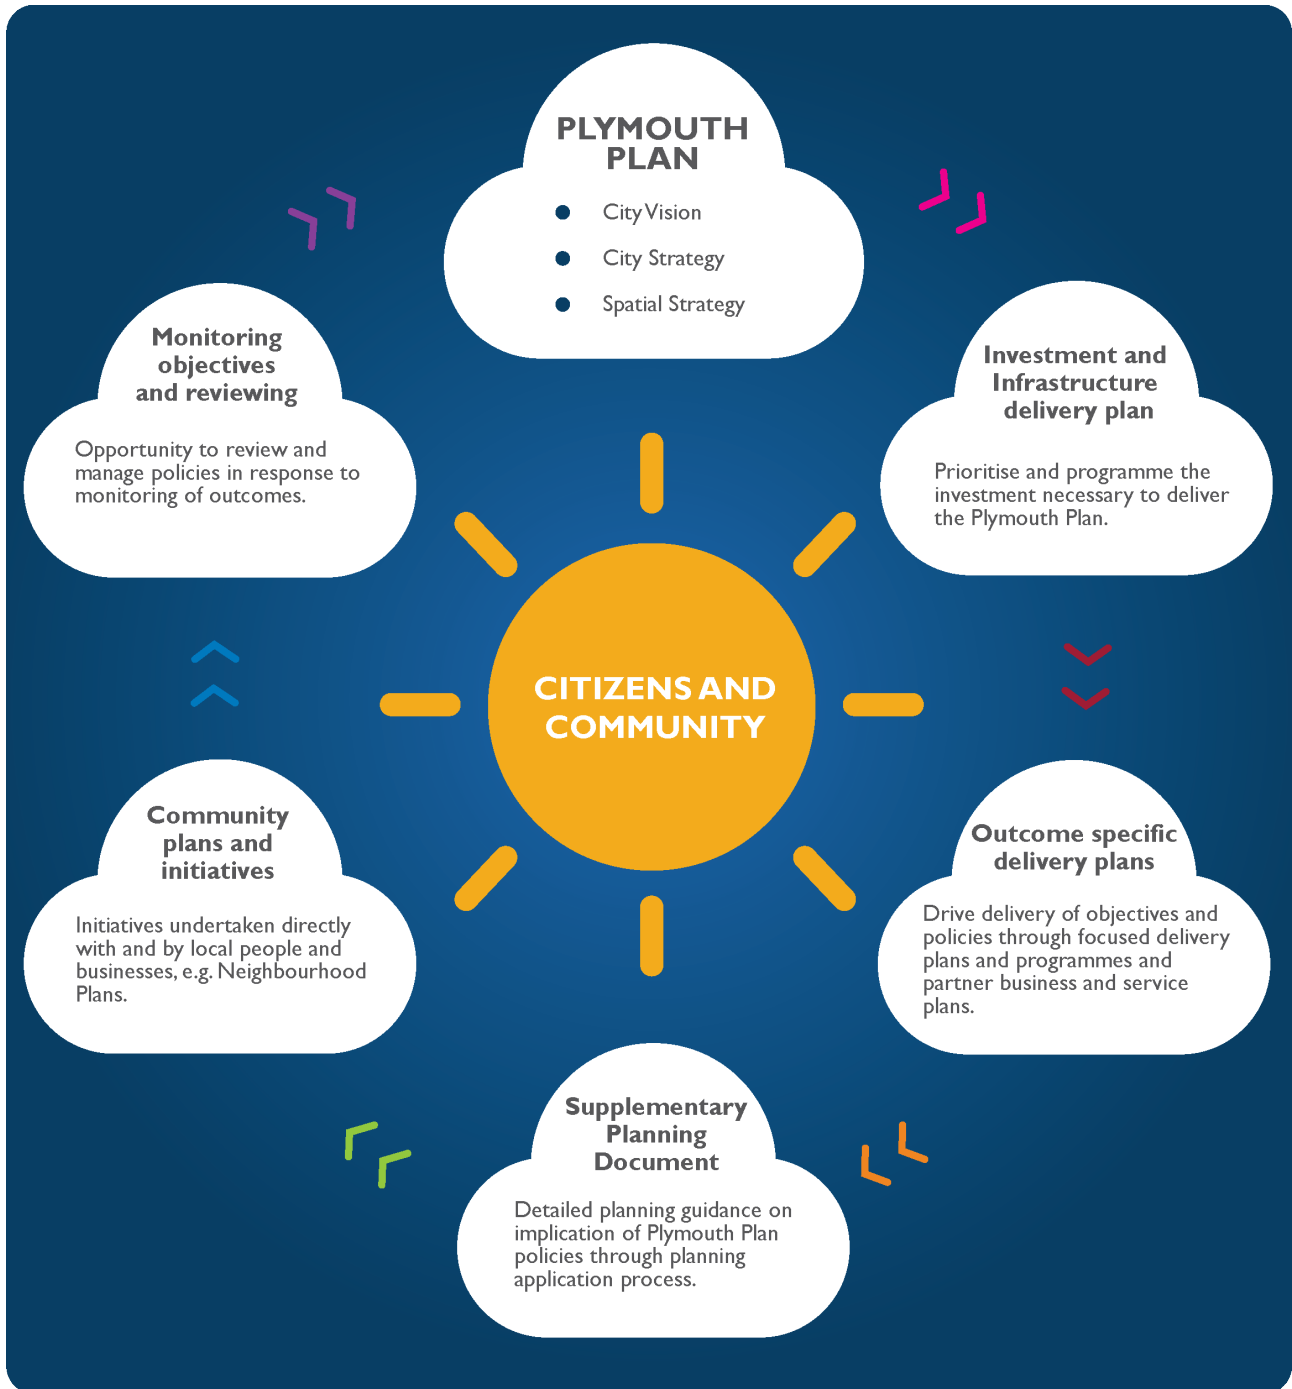 PLYMOUTH
PLAN
City Vision
City Strategy
Spatial Strategy
Investment and
Infrastructure
delivery plan
Prioritise and programme the
investment necessary to deliver
the Plymouth Plan.
Outcome specific
delivery plans
Drive delivery of objectives and
policies through focused delivery
plans and programmes and
partner business and service
plans.
Supplementary
Planning
Document
Detailed planning guidance on
implication of Plymouth Plan
policies through planning
application process.
Community
plans and
initiatives
Initiatives undertaken directly
with and by local people and
businesses, e.g. Neighbourhood
Plans.
Monitoring
objectives
and reviewing
Opportunity to review and
manage policies in response to
monitoring of outcomes.
CITIZENS AND
COMMUNITY